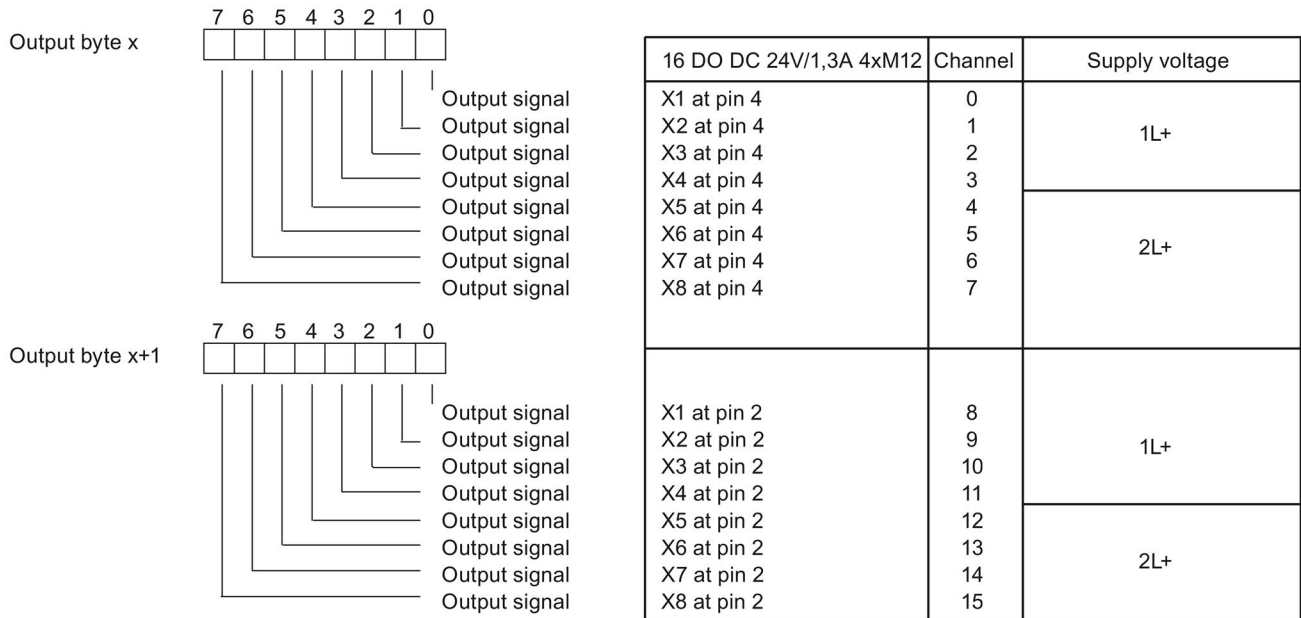 7 6 5 4 3 2 1 0
Output byte x
16 DO DC 24V/1,3A 4xM12 Channel Supply voltage
Output signal X1 at pin 4 0
Output signal X2 at pin 4 1
1L+
Output signal X3 at pin 4 2
Output signal X4 at pin 4 3
Output signal X5 at pin 4 4
Output signal X6 at pin 4 5
2L+
Output signal X7 at pin 4 6
Output signal X8 at pin 4 7
7 6 5 4 3 2 1 0
Output byte x+1
Output signal X1 at pin 2 8
Output signal X2 at pin 2 9
1L+
Output signal X3 at pin 2 10
Output signal X4 at pin 2 11
Output signal X5 at pin 2 12
Output signal X6 at pin 2 13
2L+
Output signal X7 at pin 2 14
Output signal X8 at pin 2 15